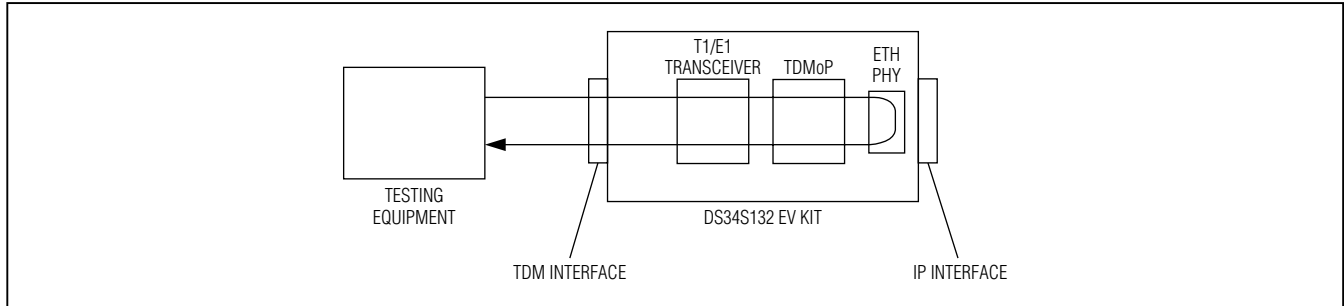 T1/E1
TRANSCEIVER
TDMoP
ETH
PHY
TESTING
EQUIPMENT
DS34S132 EV KIT
TDM INTERFACE
IP INTERFACE